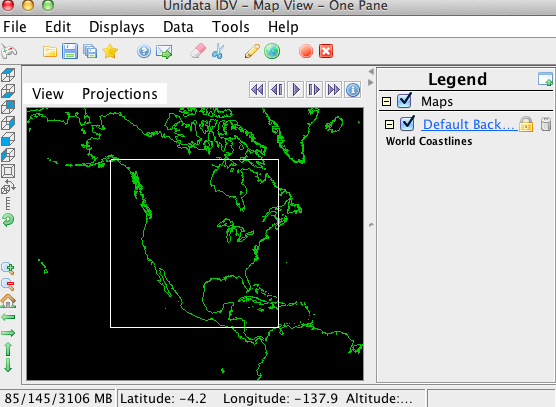 Unidata IDV - Map View - One Pane
File Edit Displays Data Tools Help
View Projections
Legend
Maps
Default Back...
World Coastlines
85/145/3106 MB Latitude: -4.2 Longitude: -137.9 Altitude:...